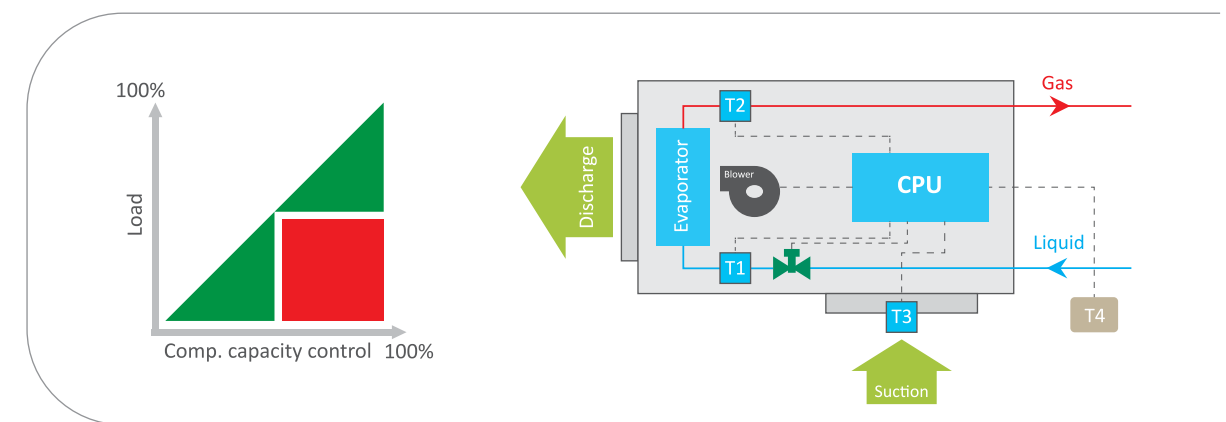 100%
Load
Comp. capacity control
100%
Discharge
Evaporator
T2
Gas
Blower
CPU
T1
Liquid
T3
T4
Suction